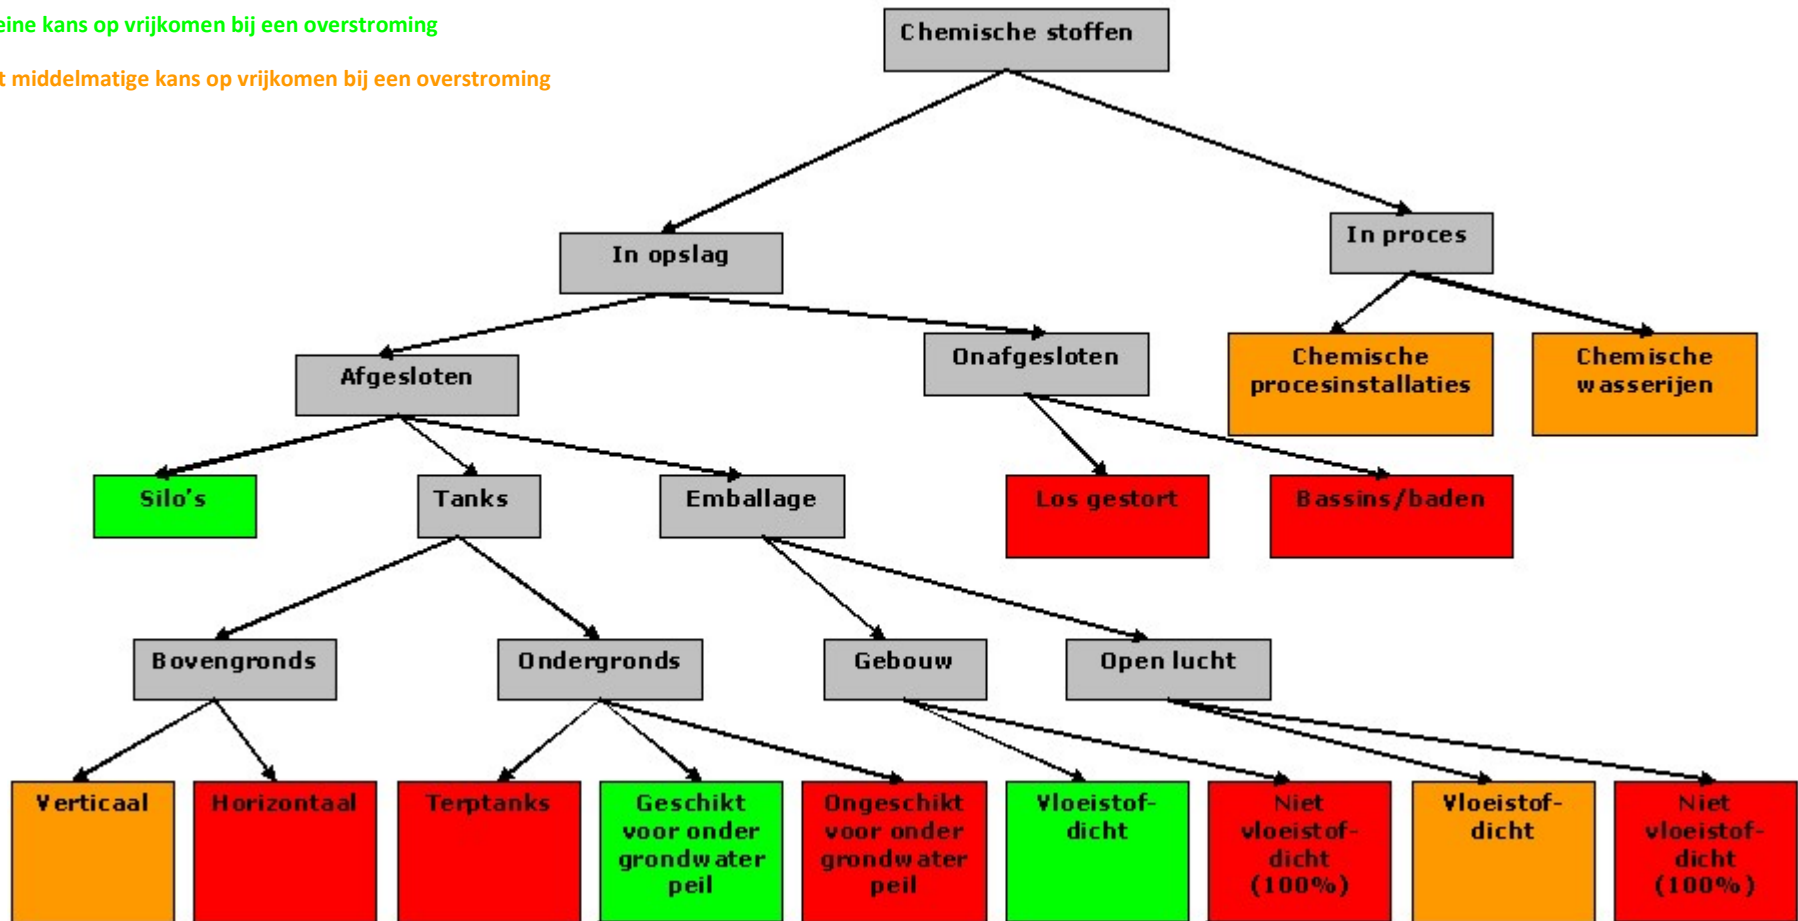 eine kans op vrijkomen bij een overstroming
t middelmatige kans op vrijkomen bij een overstroming
Chemische stoffen
In opslag
In proces
Afgesloten
Onafgesloten
Chemische
procesinstallaties
Chemische
wasserijen
Silo's
Tanks
Emballage
Los gestort
Bassins/baden
Bovengronds
Ondergronds
Gebouw
Open lucht
Verticaal
Horizontaal
Terptanks
Geschikt
voor onder
grondwater
peil
Ongeschikt
voor onder
grondwater
peil
Vloeistof-
dicht
Niet
vloeistof-
dicht
(100%)
Vloeistof-
dicht
Niet
vloeistof-
dicht
(100%)